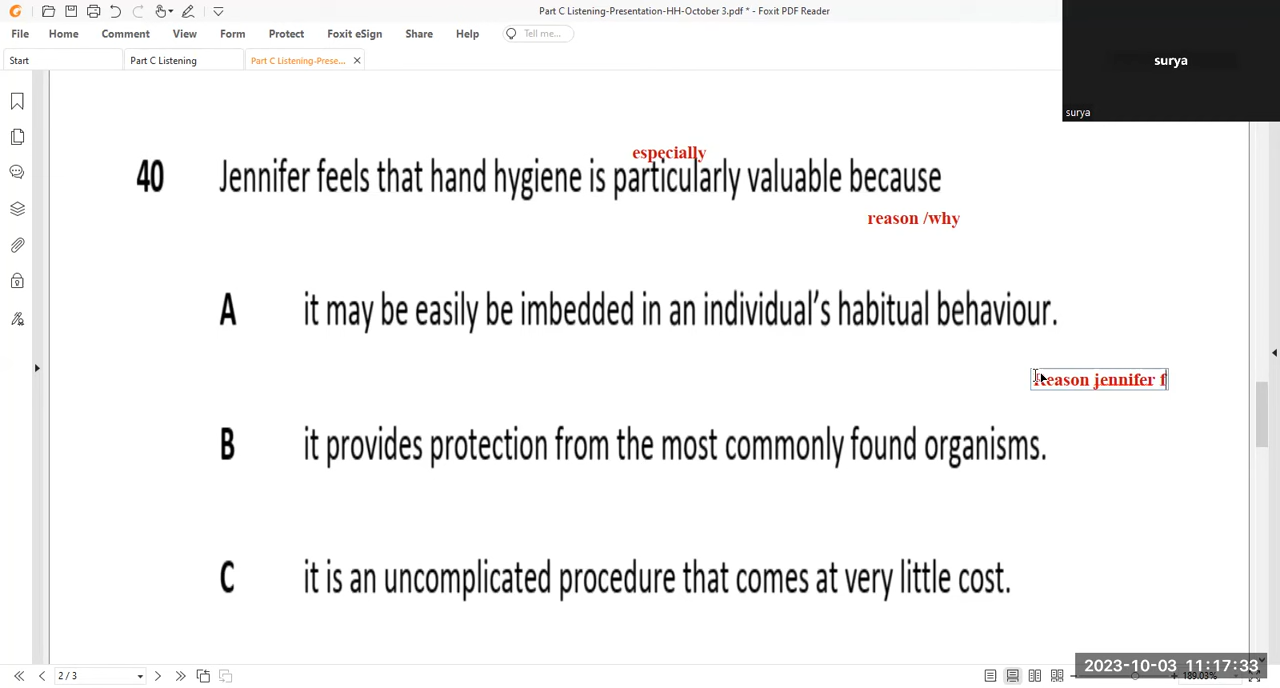 Part C Listening-Presentation-HH-October 3.pdf * - Foxit PDF Reader
File Home Comment View Form Protect Foxit eSign Share Help Tell me...
Start Part C Listening Part C Listening-Prese...
surya
surya
especially
40 Jennifer feels that hand hygiene is particularly valuable because
reason /why
A it may be easily be imbedded in an individual's habitual behaviour.
Reason jennifer f
B it provides protection from the most commonly found organisms.
C it is an uncomplicated procedure that comes at very little cost.
2 / 3
2023-10-03 11:17:33
189.03%